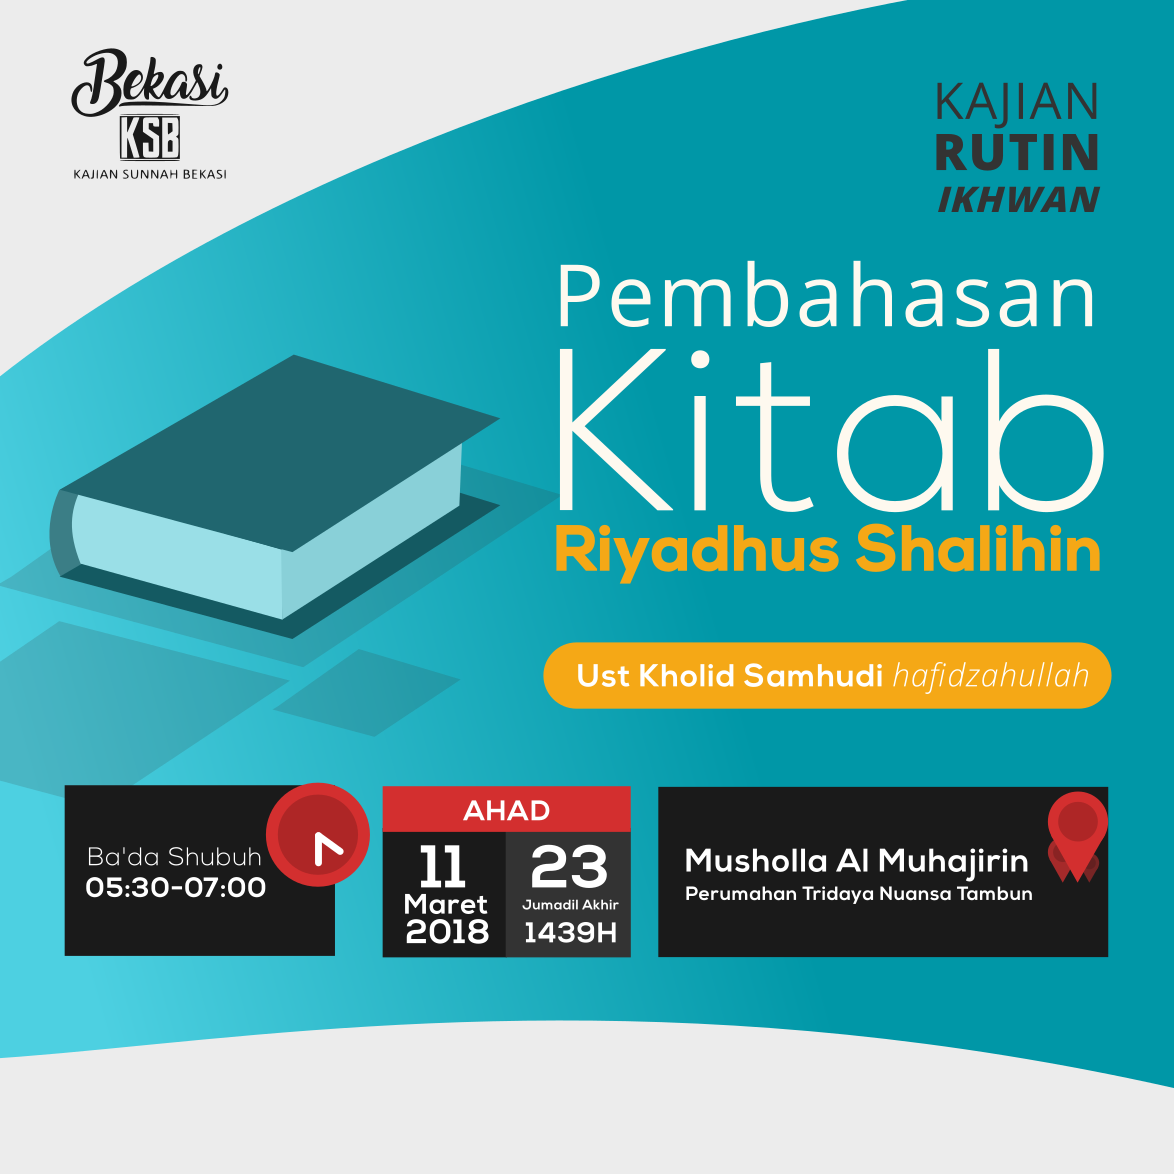 Bekasi
KSB
KAJIAN SUNNAH BEKASI
KAJIAN
RUTIN
IKHWAN
Pembahasan
Kitab
Riyadhus Shalihin
Ust Kholid Samhudi hafidzahullah
Ba'da Shubuh
05:30-07:00
AHAD
11
Maret
2018
23
Jumadil Akhir
1439H
Musholla Al Muhajirin
Perumahan Tridaya Nuansa Tambun